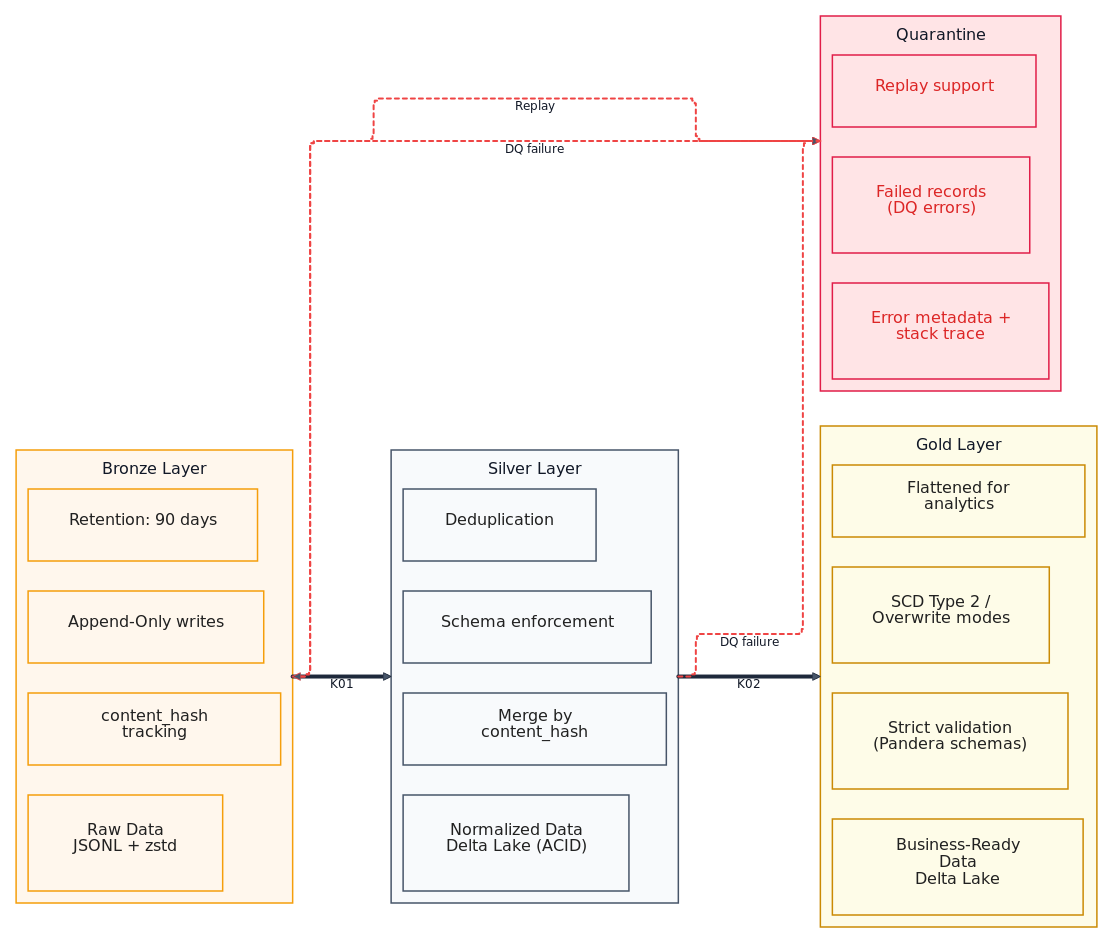 Quarantine
Replay support
Failed records
(DQ errors)
Error metadata +
stack trace
Replay
DQ failure
Bronze Layer
Retention: 90 days
Append-Only writes
content_hash
tracking
Raw Data
JSONL + zstd
K01
Silver Layer
Deduplication
Schema enforcement
Merge by
content_hash
Normalized Data
Delta Lake (ACID)
DQ failure
K02
Gold Layer
Flattened for
analytics
SCD Type 2 /
Overwrite modes
Strict validation
(Pandera schemas)
Business-Ready
Data
Delta Lake